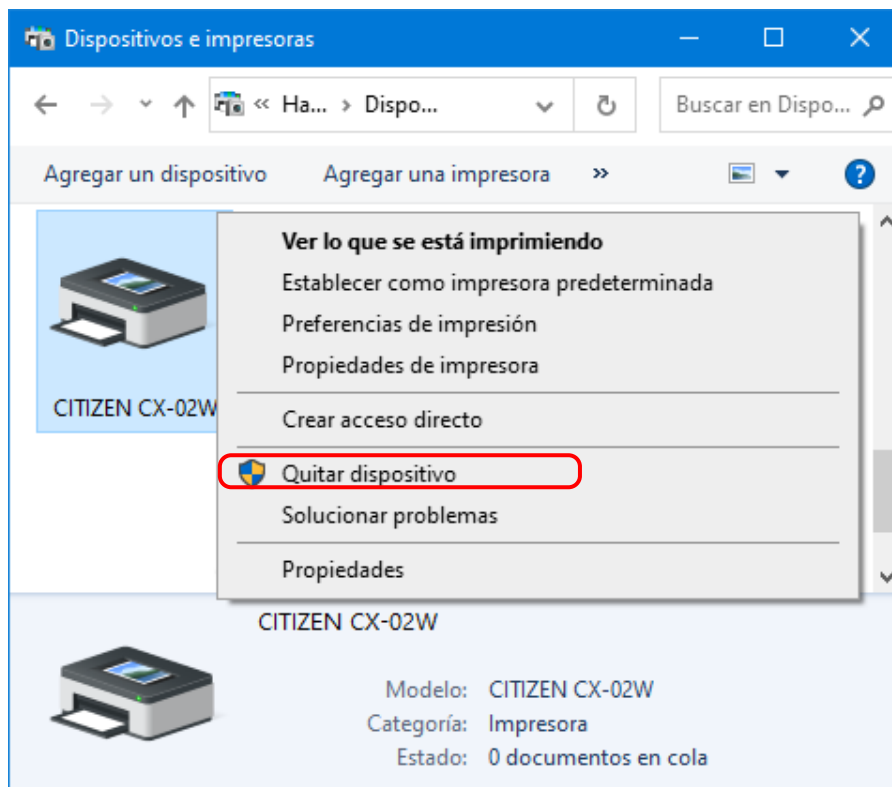 Dispositivos e impresoras
« Ha... > Dispo...
Buscar en Dispo...
Agregar un dispositivo Agregar una impresora »
?
Ver lo que se está imprimiendo
Establecer como impresora predeterminada
Preferencias de impresión
Propiedades de impresora
CITIZEN CX-02W
Crear acceso directo
Quitar dispositivo
Solucionar problemas
Propiedades
CITIZEN CX-02W
Modelo: CITIZEN CX-02W
Categoría: Impresora
Estado: 0 documentos en cola